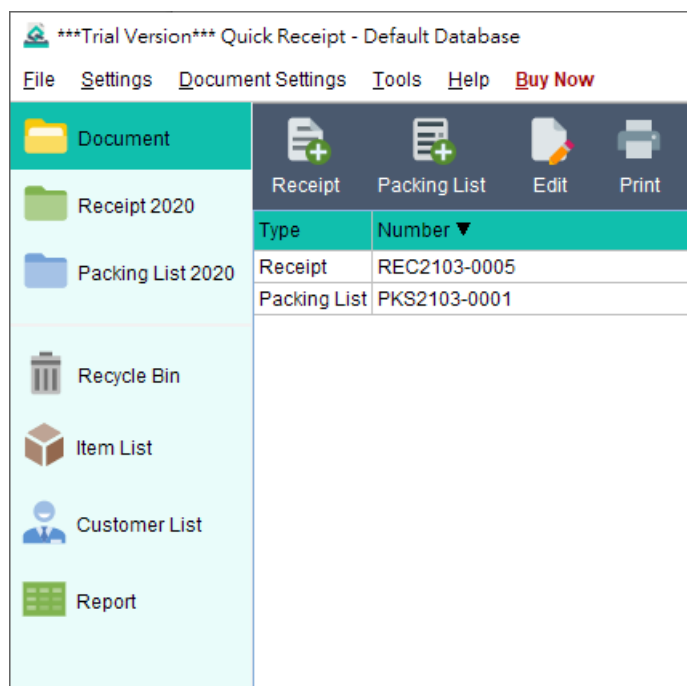 ***Trial Version*** Quick Receipt - Default Database
File Settings Document Settings Tools Help Buy Now
Document
Receipt 2020
Packing List 2020
Recycle Bin
Item List
Customer List
Report
Receipt Packing List Edit Print
Type Number ▼
Receipt REC2103-0005
Packing List PKS2103-0001